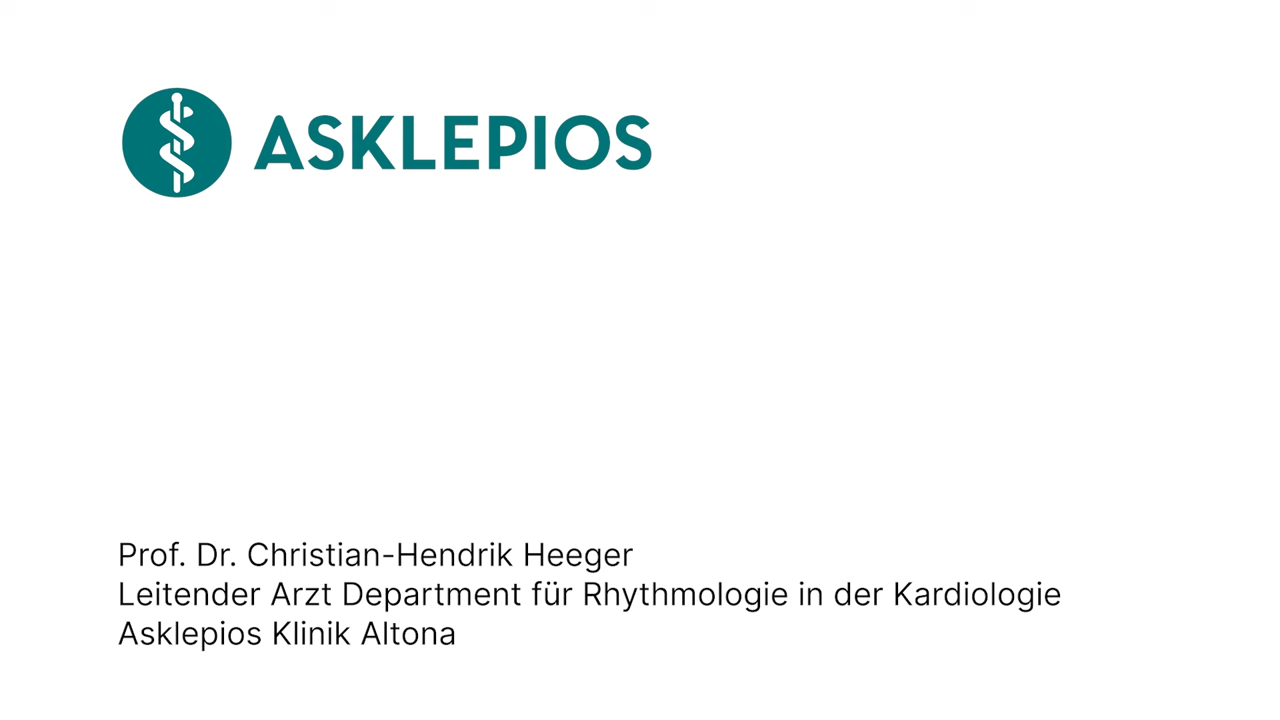 ASKLEPIOS
Prof. Dr. Christian-Hendrik Heeger
Leitender Arzt Department für Rhythmologie in der Kardiologie
Asklepios Klinik Altona